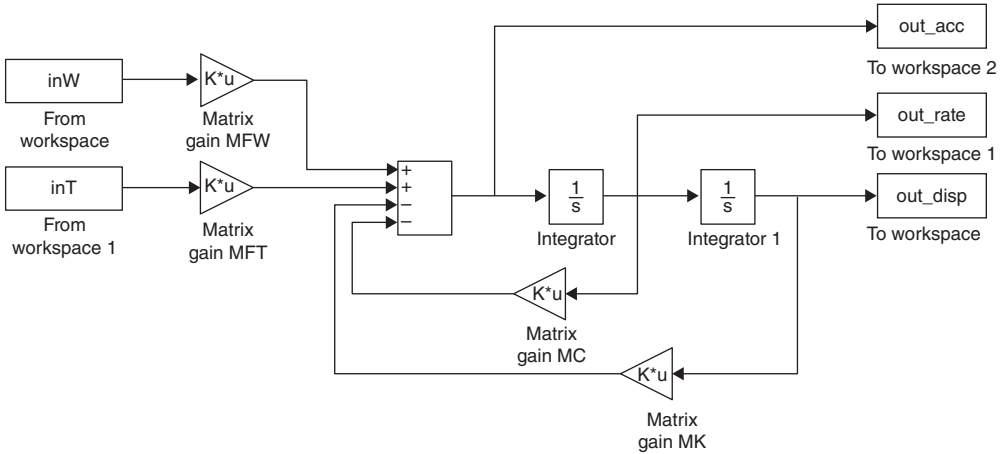 out_acc
To workspace 2
inW
From
workspace
K*u
Matrix
gain MFW
out_rate
To workspace 1
inT
From
workspace 1
K*u
Matrix
gain MFT
+
+
−
−
1
s
Integrator
1
s
Integrator 1
out_disp
To workspace
K*u
Matrix
gain MC
K*u
Matrix
gain MK